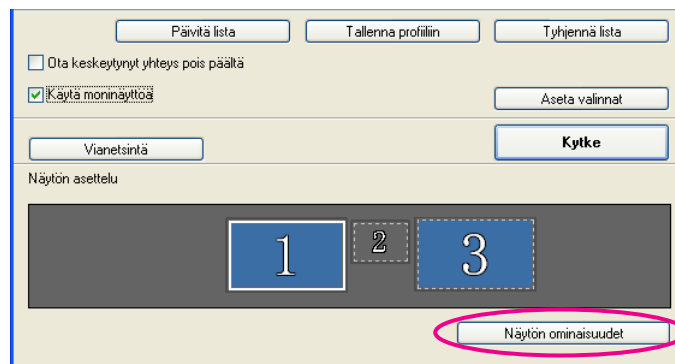 Päivitä lista Tallenna profiiliin Tyhjennä lista
Ota keskeytynyt yhteys pois päältä
Käytä moninäyttöä
Aseta valinnat
Vianetsintä
Kytke
Näytön asettelu
1 2 3
Näytön ominaisuudet